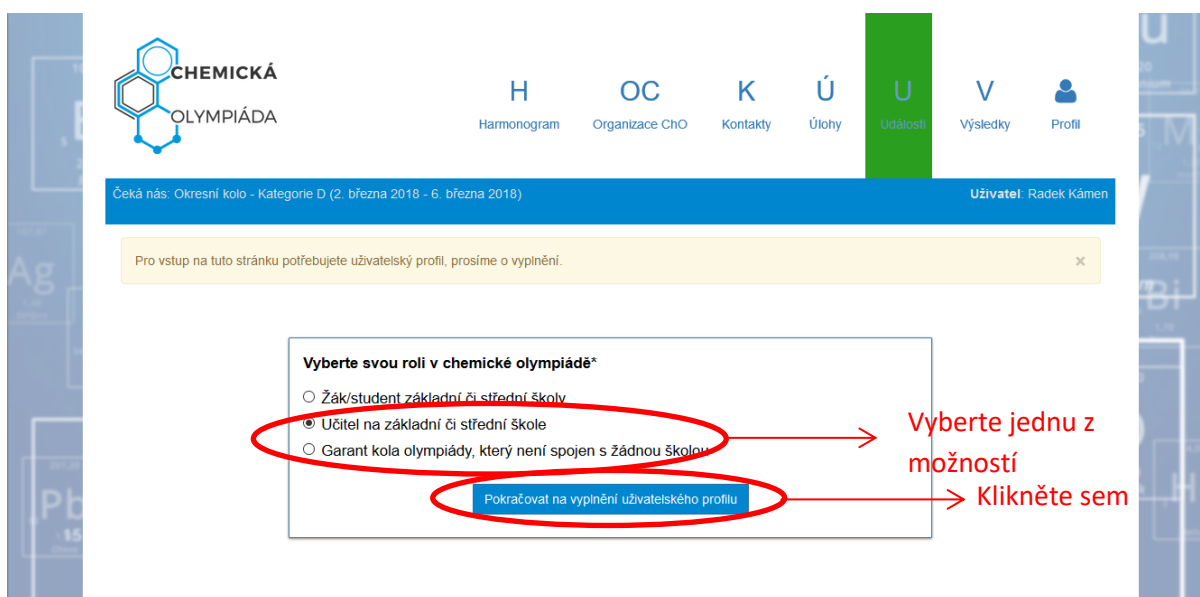 CHEMICKÁ
OLYMPIÁDA
H
Harmonogram
OC
Organizace ChO
K
Kontakty
Ú
Úlohy
U
Události
V
Výsledky
Profil
Čeká nás: Okresní kolo - Kategorie D (2. března 2018 - 6. března 2018)
Uživatel: Radek Kámen
Pro vstup na tuto stránku potřebujete uživatelský profil, prosíme o vyplnění.
×
Vyberte svou roli v chemické olympiádě*
Žák/student základní či střední školy
Učitel na základní či střední škole
Garant kola olympiády, který není spojen s žádnou školou
Pokračovat na vyplnění uživatelského profilu
Vyberte jednu z
možností
Klikněte sem
Ag
Pb
Bi
H